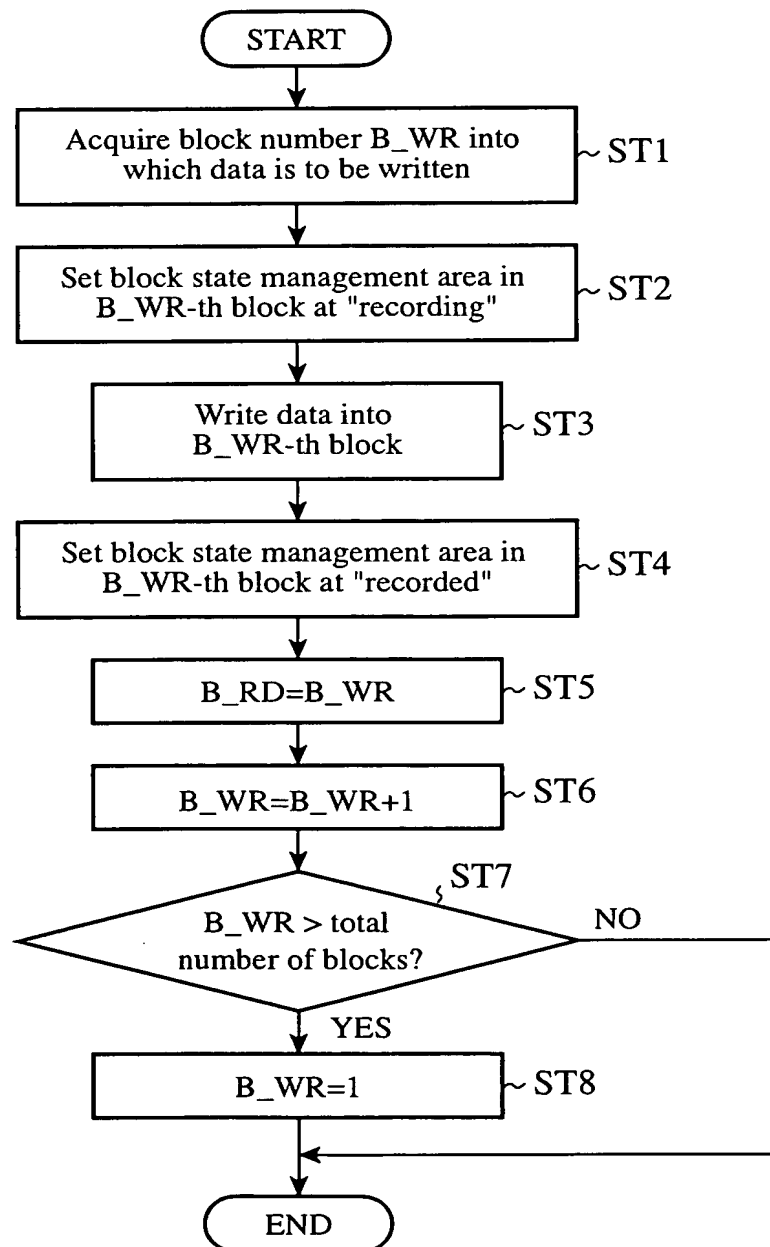 START
Acquire block number B_WR into
which data is to be written
~ST1
Set block state management area in
B_WR-th block at "recording"
~ST2
Write data into
B_WR-th block
~ST3
Set block state management area in
B_WR-th block at "recorded"
~ST4
B_RD=B_WR
~ST5
B_WR=B_WR+1
~ST6
ST7
B_WR > total
number of blocks?
NO
YES
B_WR=1
~ST8
END